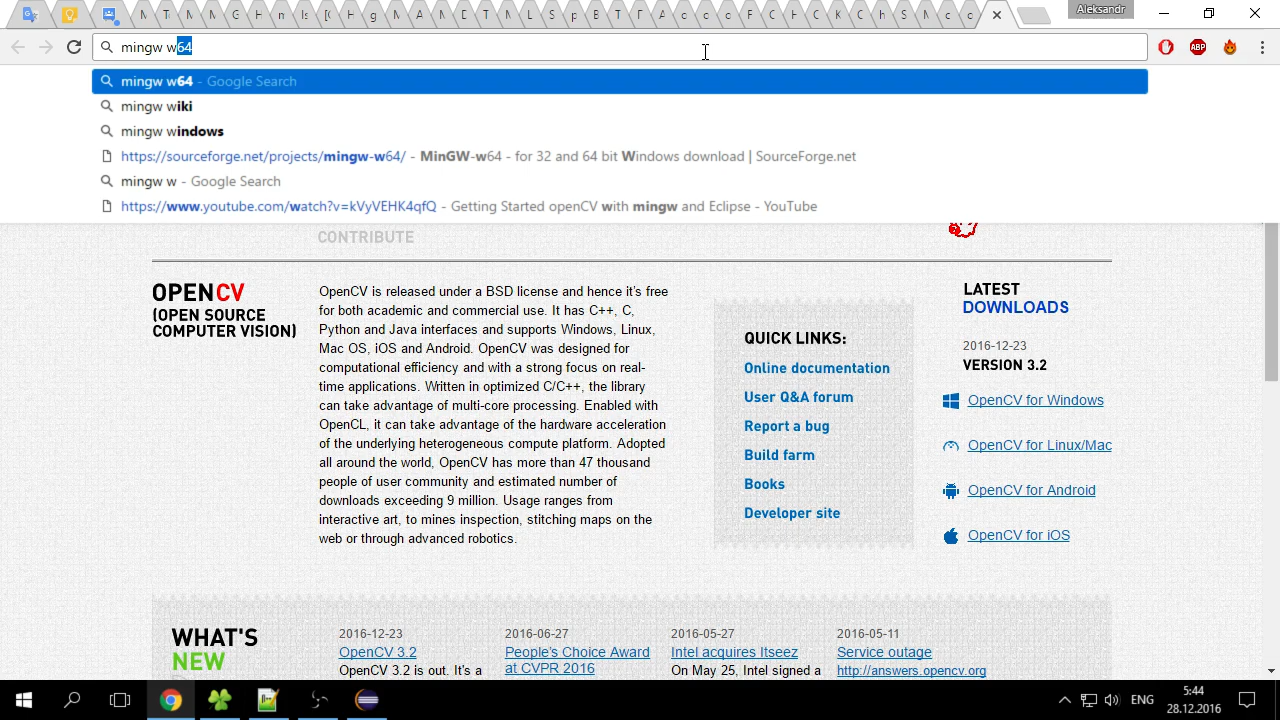 M T M M G H m Is [C H g M A N E T M L S p B T Г A c c A F F H F K C h S M c c
Aleksandr
mingw w64
ABP
mingw w64 - Google Search
mingw wiki
mingw windows
https://sourceforge.net/projects/mingw-w64/ - MinGW-w64 - for 32 and 64 bit Windows download | SourceForge.net
mingw w - Google Search
https://www.youtube.com/watch?v=kVyVEHK4qfQ - Getting Started openCV with mingw and Eclipse - YouTube
CONTRIBUTE
OPENCV
(OPEN SOURCE
COMPUTER VISION)
OpenCV is released under a BSD license and hence it's free
for both academic and commercial use. It has C++, C,
Python and Java interfaces and supports Windows, Linux,
Mac OS, iOS and Android. OpenCV was designed for
computational efficiency and with a strong focus on real-
time applications. Written in optimized C/C++, the library
can take advantage of multi-core processing. Enabled with
OpenCL, it can take advantage of the hardware acceleration
of the underlying heterogeneous compute platform. Adopted
all around the world, OpenCV has more than 47 thousand
people of user community and estimated number of
downloads exceeding 9 million. Usage ranges from
interactive art, to mines inspection, stitching maps on the
web or through advanced robotics.
QUICK LINKS:
Online documentation
User Q&A forum
Report a bug
Build farm
Books
Developer site
LATEST
DOWNLOADS
2016-12-23
VERSION 3.2
OpenCV for Windows
OpenCV for Linux/Mac
OpenCV for Android
OpenCV for iOS
WHAT'S
NEW
2016-12-23
OpenCV 3.2
OpenCV 3.2 is out. It's a
2016-06-27
People's Choice Award
at CVPR 2016
2016-05-27
Intel acquires Itseez
On May 25, Intel signed a
2016-05-11
Service outage
http://answers.opencv.org
ENG
5:44
28.12.2016